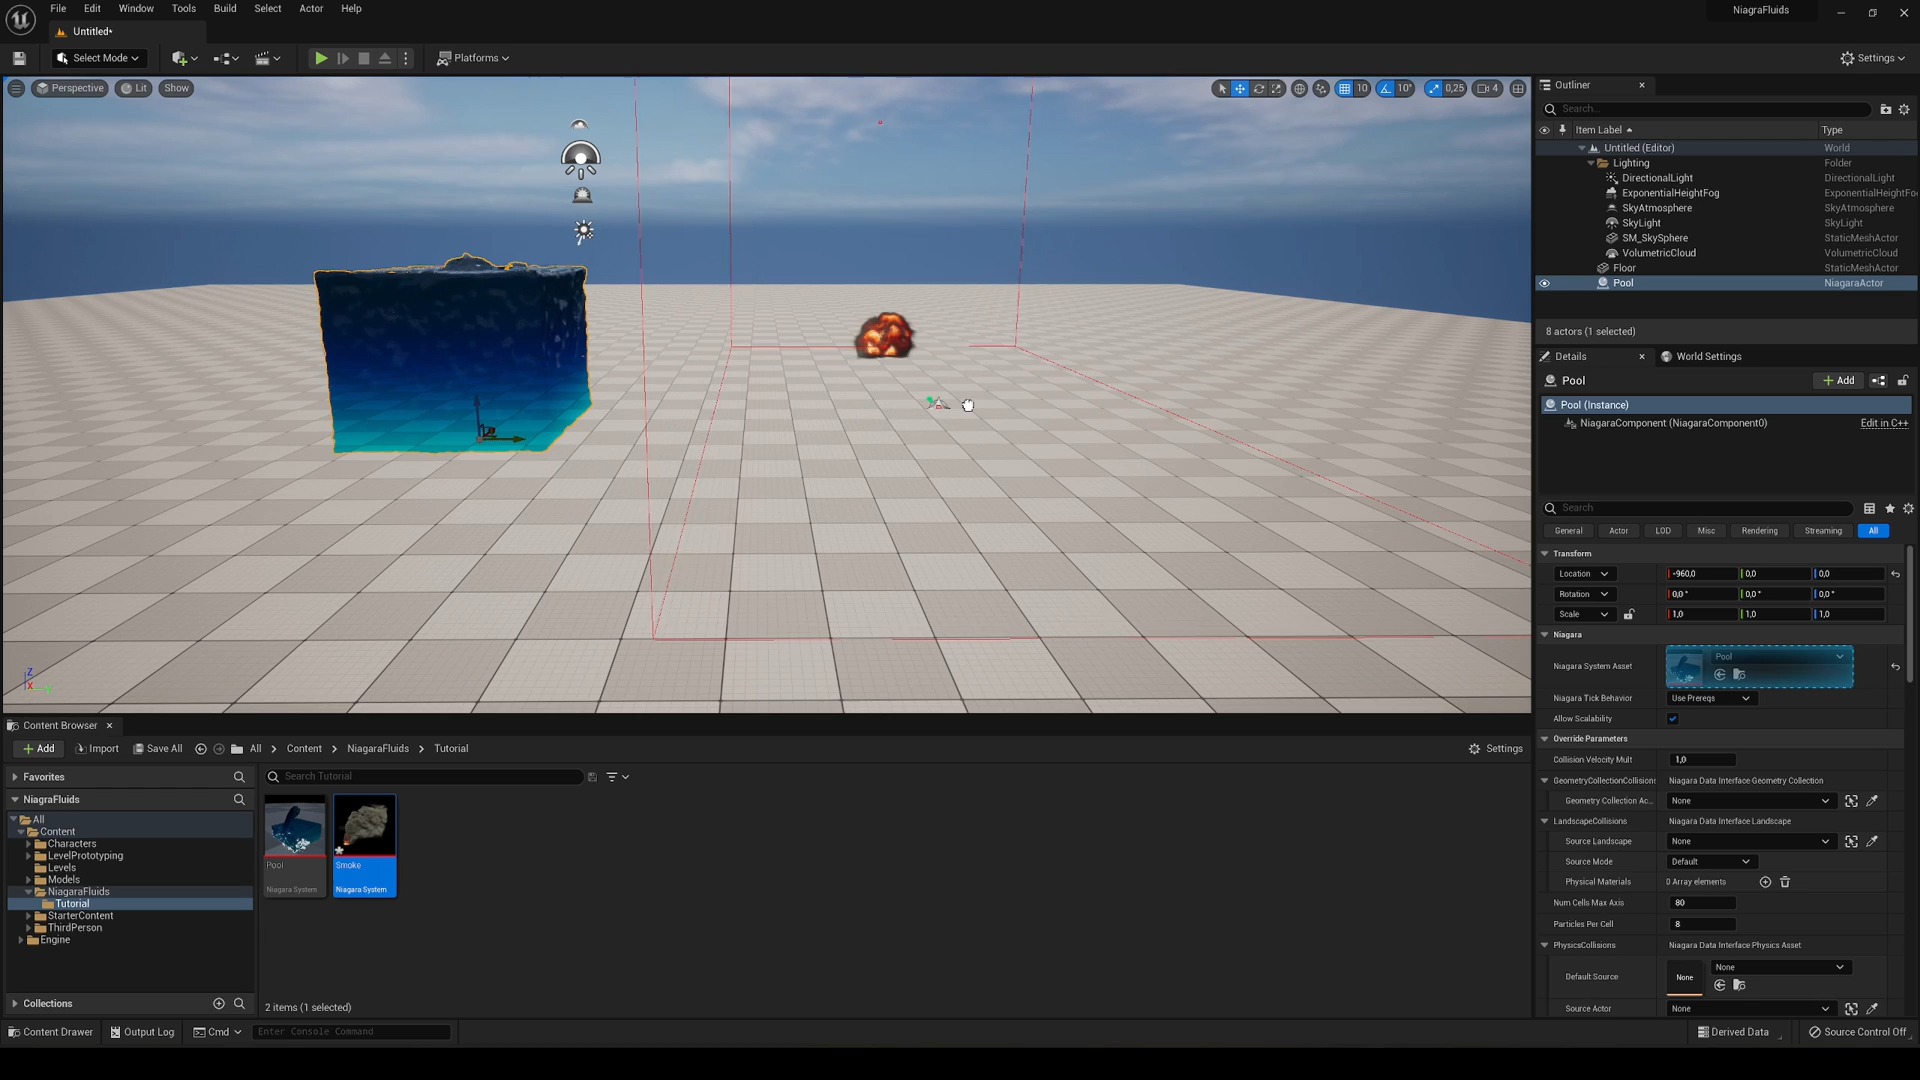 File Edit Window Tools Build Select Actor Help
NiagraFluids
Untitled*
Select Mode
Platforms
Settings
Perspective Lit Show
10 10° 0,25 4
Outliner
Search...
Item Label Type
Untitled (Editor) World
Lighting Folder
DirectionalLight DirectionalLight
ExponentialHeightFog ExponentialHeightFo
SkyAtmosphere SkyAtmosphere
SkyLight SkyLight
SM_SkySphere StaticMeshActor
VolumetricCloud VolumetricCloud
Floor StaticMeshActor
Pool NiagaraActor
8 actors (1 selected)
Details World Settings
Pool
Add
Pool (Instance)
NiagaraComponent (NiagaraComponent0) Edit in C++
Search
General Actor LOD Misc Rendering Streaming All
Transform
Location -960,0 0,0 0,0
Rotation 0,0 ° 0,0 ° 0,0 °
Scale 1,0 1,0 1,0
Niagara
Niagara System Asset Pool
Niagara Tick Behavior Use Prereqs
Allow Scalability
Override Parameters
Collision Velocity Mult 1,0
GeometryCollectionCollisions Niagara Data Interface Geometry Collection
Geometry Collection Ac... None
LandscapeCollisions Niagara Data Interface Landscape
Source Landscape None
Source Mode Default
Physical Materials 0 Array elements
Num Cells Max Axis 80
Particles Per Cell 8
PhysicsCollisions Niagara Data Interface Physics Asset
Default Source None None
Source Actor None
Z
X
Y
Content Browser
Add Import Save All All Content NiagaraFluids Tutorial Settings
Favorites
Search Tutorial
NiagraFluids
All
Content
Characters
LevelPrototyping
Levels
Models
NiagaraFluids
Tutorial
StarterContent
ThirdPerson
Engine
Pool
Niagara System
Smoke
Niagara System
Collections
2 items (1 selected)
Content Drawer Output Log Cmd Enter Console Command
Derived Data Source Control Off